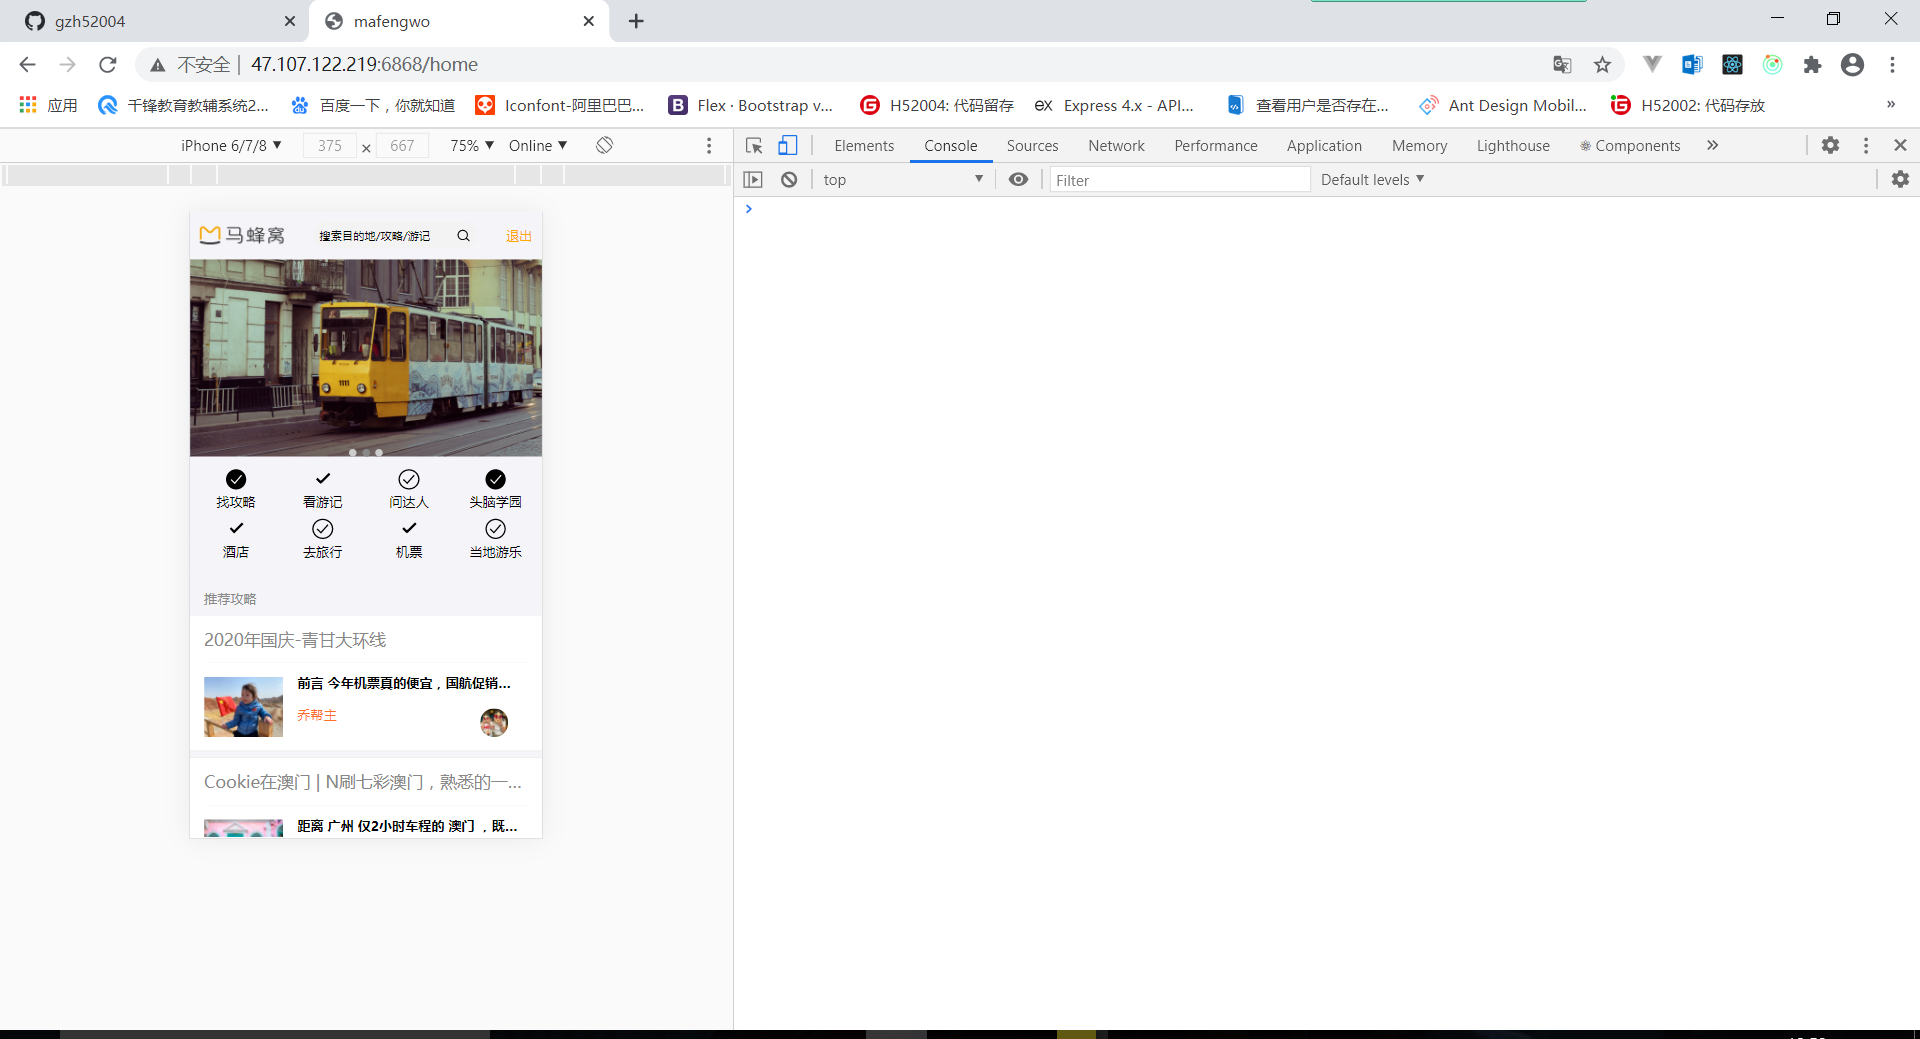 gzh52004
mafengwo
不安全 | 47.107.122.219:6868/home
应用 千锋教育教辅系统2... 百度一下，你就知道 Iconfont-阿里巴巴... Flex · Bootstrap v... H52004: 代码留存 Express 4.x - API... 查看用户是否存在... Ant Design Mobil... H52002: 代码存放 »
iPhone 6/7/8 ▼ 375 × 667 75% ▼ Online ▼
Elements Console Sources Network Performance Application Memory Lighthouse Components »
top ▼ Filter Default levels ▼
马蜂窝 搜索目的地/攻略/游记 退出
1111
找攻略 看游记 问达人 头脑学园
酒店 去旅行 机票 当地游乐
推荐攻略
2020年国庆-青甘大环线
前言 今年机票真的便宜，国航促销...
乔帮主
Cookie在澳门 | N刷七彩澳门，熟悉的一...
距离 广州 仅2小时车程的 澳门 ，既...